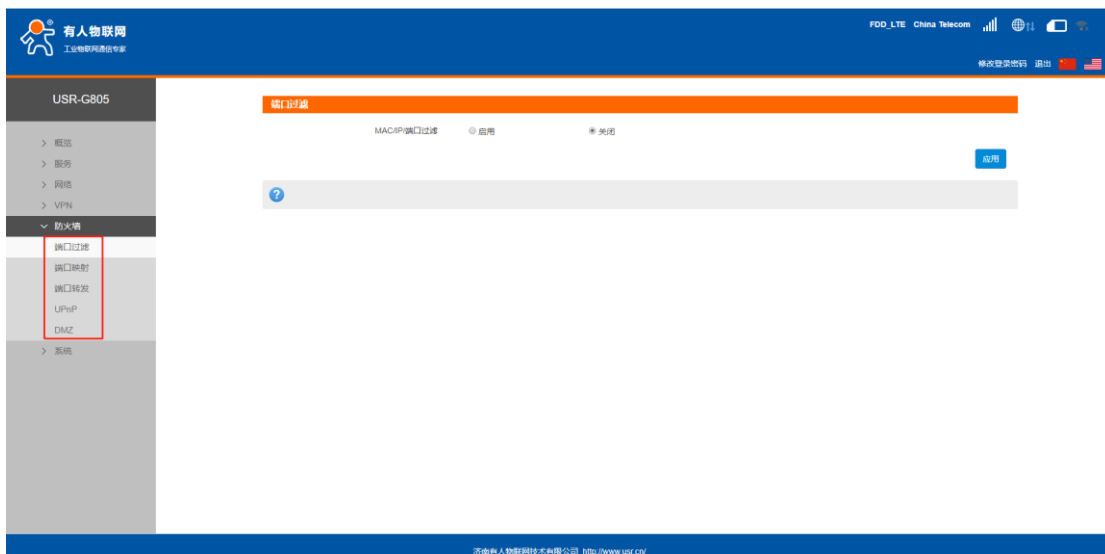 有人物联网
工业物联网通信专家
FDD_LTE China Telecom
修改登录密码 退出
USR-G805
概览
服务
网络
VPN
防火墙
端口过滤
端口映射
端口转发
UPnP
DMZ
系统
端口过滤
MAC/IP/端口过滤 启用 关闭
应用
济南有人物联网技术有限公司 http://www.usr.cn/